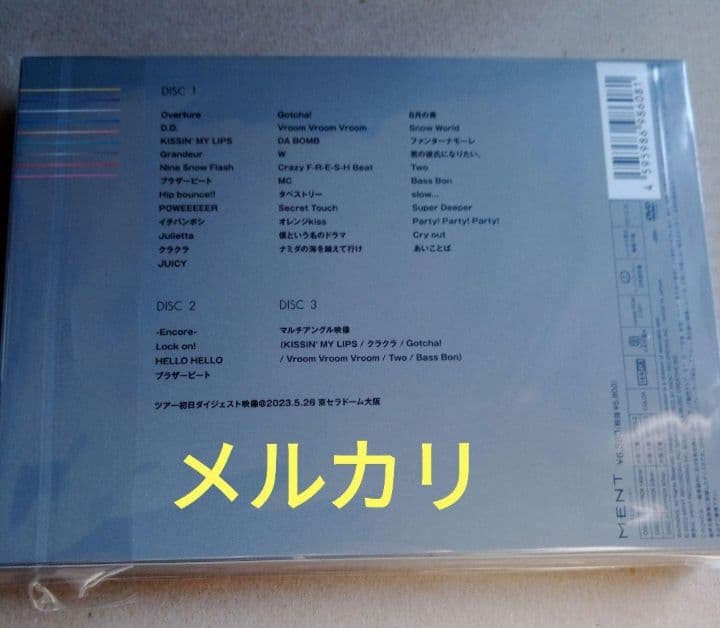 DISC 1
Overture
D.D.
KISSIN' MY LIPS
Grandeur
Nine Snow Flash
ブラザービート
Hip bounce!!
POWEEEEER
イチバンボシ
Julietta
クラクラ
JUICY
Gotcha!
Vroom Vroom Vroom
DA BOMB
W
Crazy F-R-E-S-H Beat
MC
タペストリー
Secret Touch
オレンジkiss
僕という名のドラマ
ナミダの海を越えて行け
8月の青
Snow World
ファンターナモーレ
君の彼氏になりたい。
Two
Bass Bon
slow...
Super Deeper
Party! Party! Party!
Cry out
あいことば
DISC 2
-Encore-
Lock on!
HELLO HELLO
ブラザービート
DISC 3
マルチアングル映像
(KISSIN' MY LIPS / クラクラ / Gotcha!
/ Vroom Vroom Vroom / Two / Bass Bon)
ツアー初日ダイジェスト映像@2023.5.26 京セラドーム大阪
メルカリ
4 595986 986081
MENT